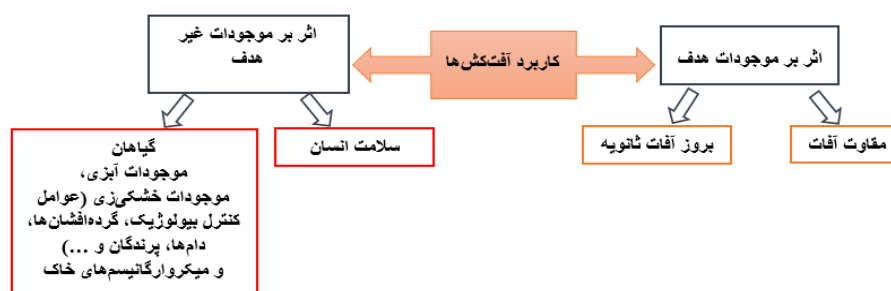 کاربرد آفت‌کش‌ها
اثر بر موجودات هدف
مقاوت آفات
بروز آفات ثانویه
اثر بر موجودات غیر
هدف
سلامت انسان
گیاهان
موجودات آبزی،
موجودات خشکی‌زی (عوامل
کنترل بیولوژیک، گرده‌افشان‌ها،
دام‌ها، پرندگان و ...)
و میکروارگانیسم‌های خاک